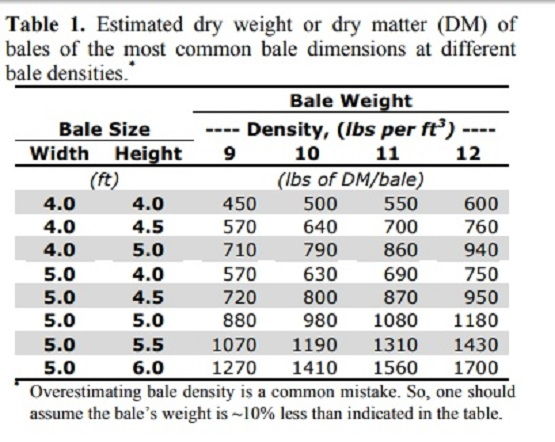 Table 1. Estimated dry weight or dry matter (DM) of
bales of the most common bale dimensions at different
bale densities.*
Bale Weight
Bale Size ---- Density, (lbs per ft³) ----
Width Height 9 10 11 12
(ft) (lbs of DM/bale)
4.0 4.0 450 500 550 600
4.0 4.5 570 640 700 760
4.0 5.0 710 790 860 940
5.0 4.0 570 630 690 750
5.0 4.5 720 800 870 950
5.0 5.0 880 980 1080 1180
5.0 5.5 1070 1190 1310 1430
5.0 6.0 1270 1410 1560 1700
* Overestimating bale density is a common mistake. So, one should
assume the bale's weight is ~10% less than indicated in the table.